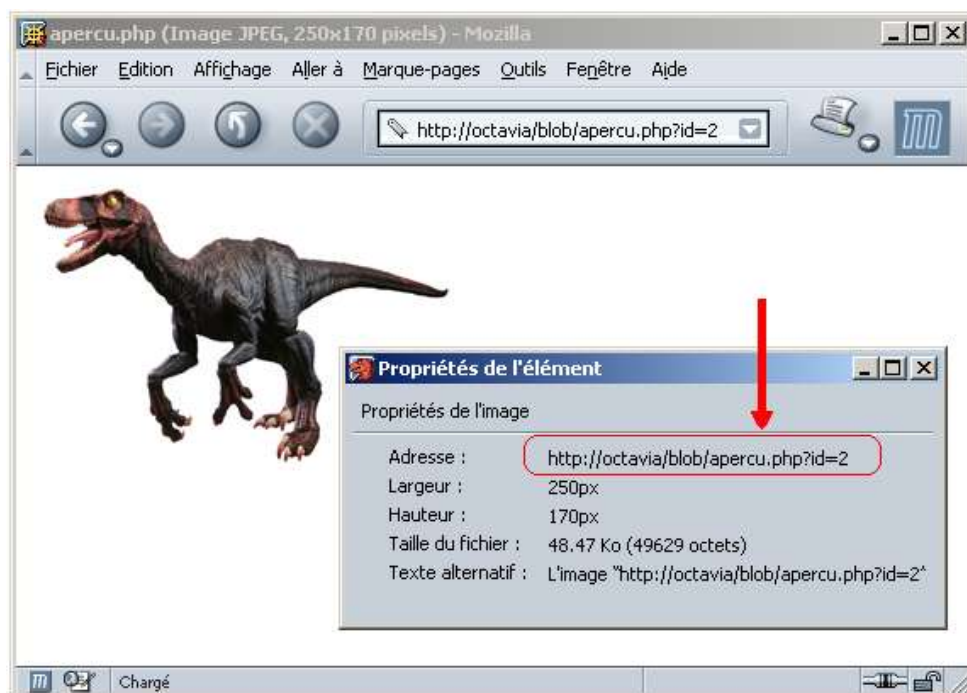 apercu.php (Image JPEG, 250x170 pixels) - Mozilla
Fichier Edition Affichage Aller à Marque-pages Outils Fenêtre Aide
http://octavia/blob/apercu.php?id=2
Propriétés de l'élément
Propriétés de l'image
Adresse : http://octavia/blob/apercu.php?id=2
Largeur : 250px
Hauteur : 170px
Taille du fichier : 48.47 Ko (49629 octets)
Texte alternatif : L'image "http://octavia/blob/apercu.php?id=2"
Chargé